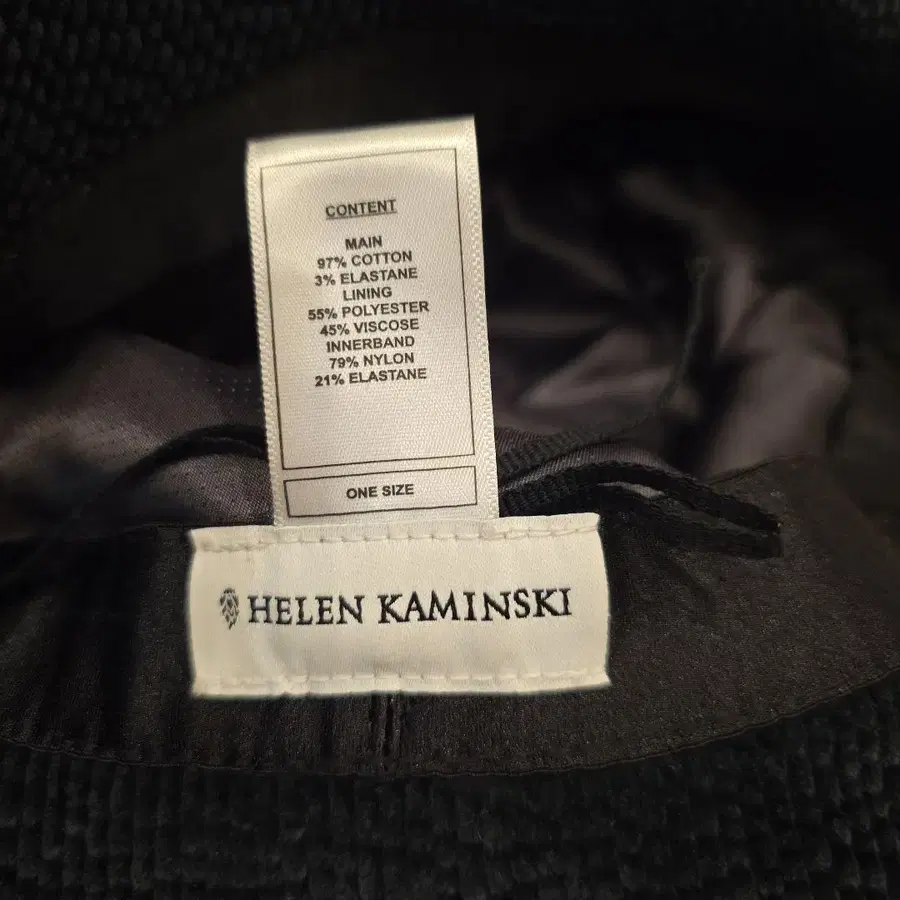 CONTENT
MAIN
97% COTTON
3% ELASTANE
LINING
55% POLYESTER
45% VISCOSE
INNERBAND
79% NYLON
21% ELASTANE
ONE SIZE
HELEN KAMINSKI